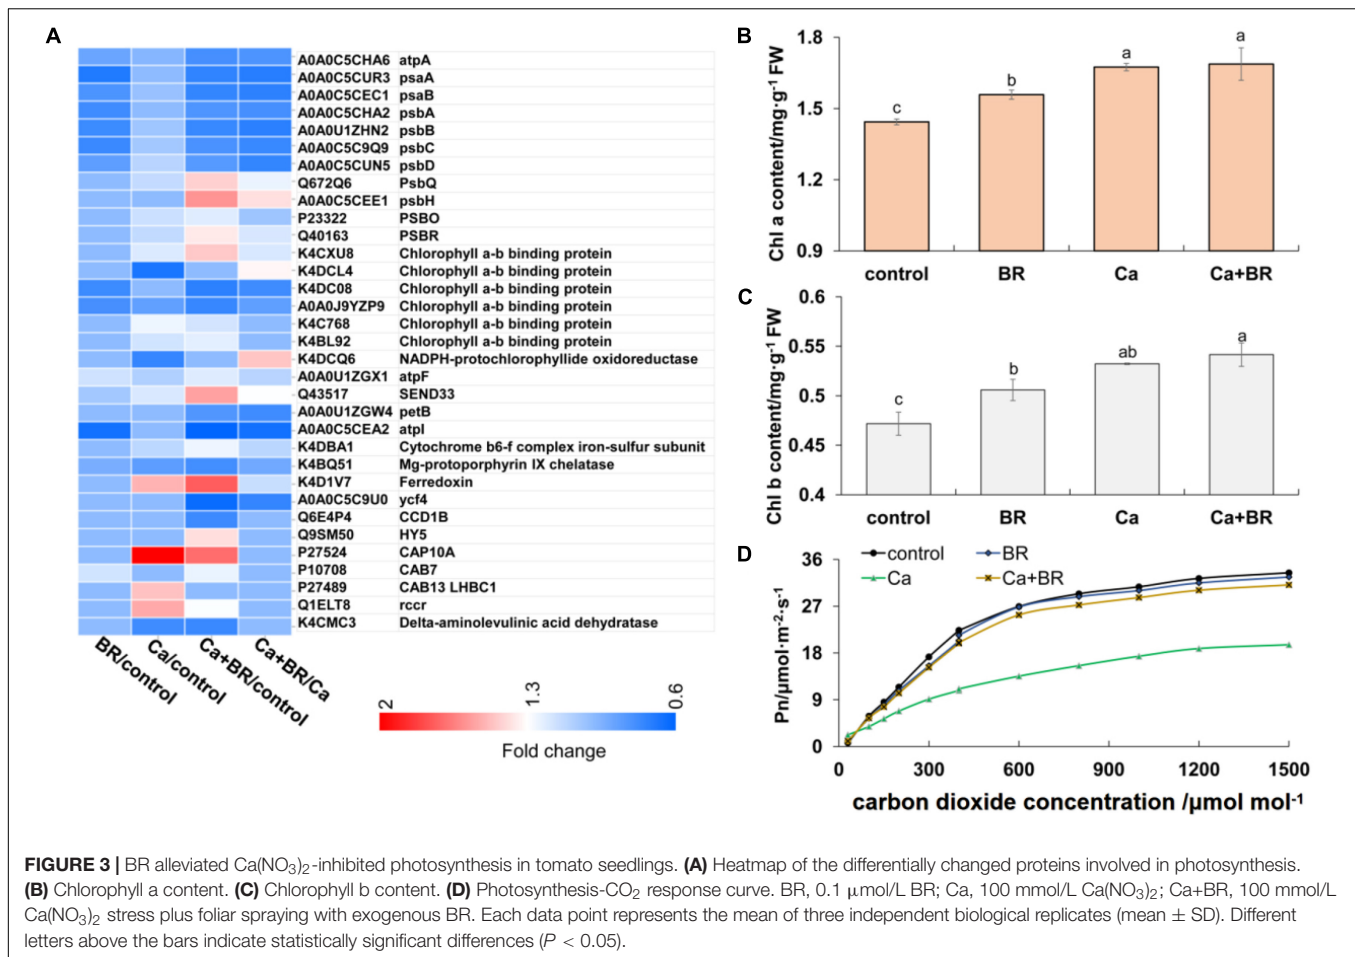 A
A0A0C5CHA6 atpA
A0A0C5CUR3 psaA
A0A0C5CEC1 psaB
A0A0C5CHA2 psbA
A0A0U1ZHN2 psbB
A0A0C5C9Q9 psbC
A0A0C5CUN5 psbD
Q672Q6 PsbQ
A0A0C5CEE1 psbH
P23322 PSBO
Q40163 PSBR
K4CXU8 Chlorophyll a-b binding protein
K4DCL4 Chlorophyll a-b binding protein
K4DC08 Chlorophyll a-b binding protein
A0A0J9YZP9 Chlorophyll a-b binding protein
K4C768 Chlorophyll a-b binding protein
K4BL92 Chlorophyll a-b binding protein
K4DCQ6 NADPH-protochlorophyllide oxidoreductase
A0A0U1ZGX1 atpF
Q43517 SEND33
A0A0U1ZGW4 petB
A0A0C5CEA2 atpI
K4DBA1 Cytochrome b6-f complex iron-sulfur subunit
K4BQ51 Mg-protoporphyrin IX chelatase
K4D1V7 Ferredoxin
A0A0C5C9U0 ycf4
Q6E4P4 CCD1B
Q9SM50 HY5
P27524 CAP10A
P10708 CAB7
P27489 CAB13 LHBC1
Q1ELT8 rccr
K4CMC3 Delta-aminolevulinic acid dehydratase
BR/control
Ca/control
Ca+BR/control
Ca+BR/Ca
2 1.3 0.6
Fold change
B
Chl a content/mg·g⁻¹ FW
1.8
1.5
1.2
0.9
c b a a
control BR Ca Ca+BR
C
Chl b content/mg·g⁻¹ FW
0.6
0.55
0.5
0.45
0.4
c b ab a
control BR Ca Ca+BR
D
control BR
Ca Ca+BR
Pn/µmol·m⁻²·s⁻¹
36
27
18
9
0
0 300 600 900 1200 1500
carbon dioxide concentration /µmol mol⁻¹
FIGURE 3 | BR alleviated Ca(NO₃)₂-inhibited photosynthesis in tomato seedlings. (A) Heatmap of the differentially changed proteins involved in photosynthesis.
(B) Chlorophyll a content. (C) Chlorophyll b content. (D) Photosynthesis-CO₂ response curve. BR, 0.1 µmol/L BR; Ca, 100 mmol/L Ca(NO₃)₂; Ca+BR, 100 mmol/L
Ca(NO₃)₂ stress plus foliar spraying with exogenous BR. Each data point represents the mean of three independent biological replicates (mean ± SD). Different
letters above the bars indicate statistically significant differences (P < 0.05).